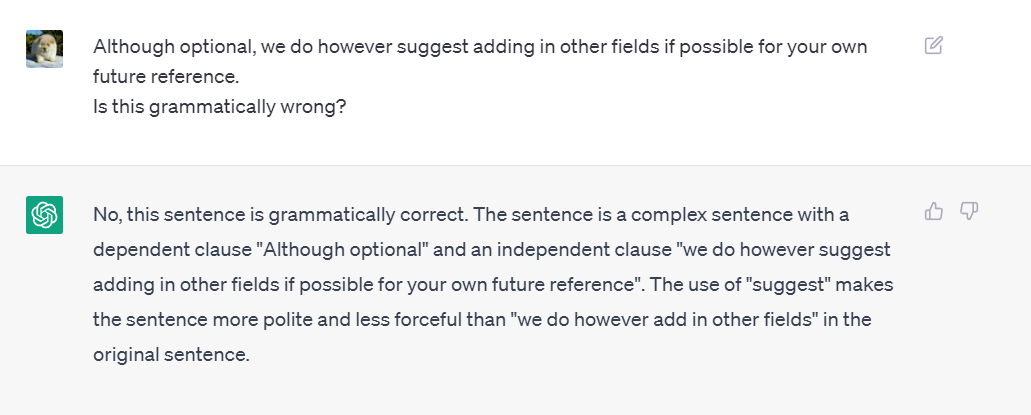 Although optional, we do however suggest adding in other fields if possible for your own
future reference.
Is this grammatically wrong?
No, this sentence is grammatically correct. The sentence is a complex sentence with a
dependent clause "Although optional" and an independent clause "we do however suggest
adding in other fields if possible for your own future reference". The use of "suggest" makes
the sentence more polite and less forceful than "we do however add in other fields" in the
original sentence.